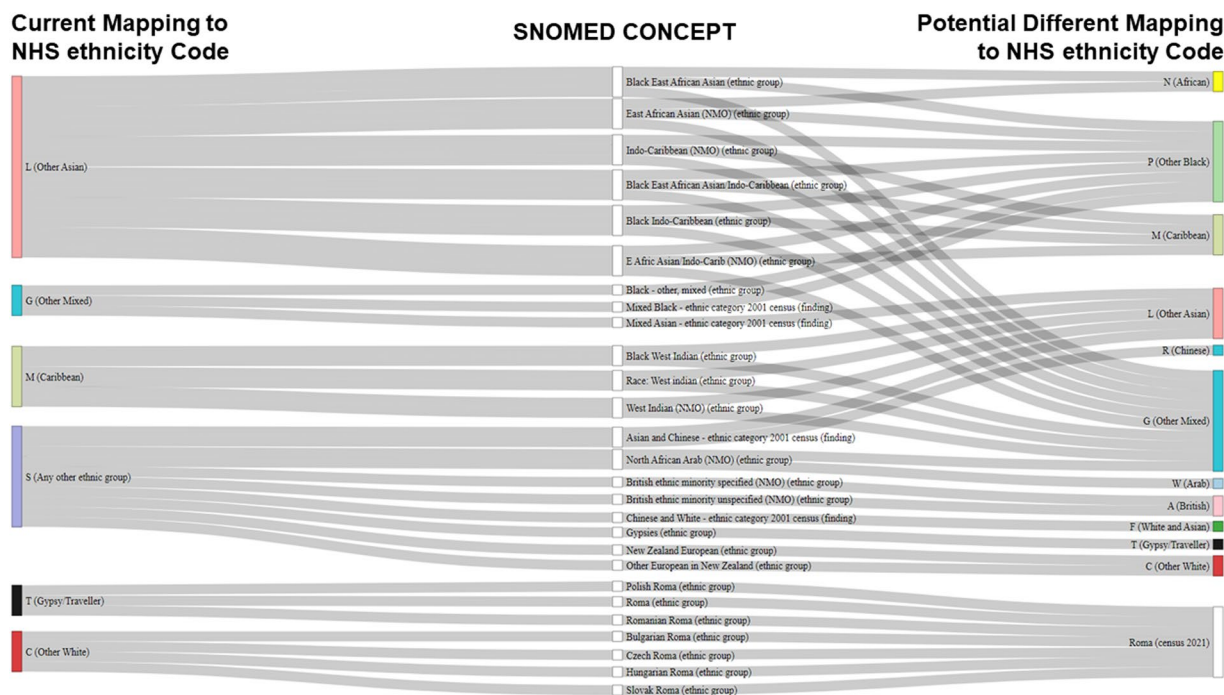 Current Mapping to
NHS ethnicity Code
SNOMED CONCEPT
Potential Different Mapping
to NHS ethnicity Code
L (Other Asian)
G (Other Mixed)
M (Caribbean)
S (Any other ethnic group)
T (Gypsy/Traveller)
C (Other White)
Black East African Asian (ethnic group)
East African Asian (NMO) (ethnic group)
Indo-Caribbean (NMO) (ethnic group)
Black East African Asian/Indo-Caribbean (ethnic group)
Black Indo-Caribbean (ethnic group)
E Afric Asian/Indo-Carib (NMO) (ethnic group)
Black - other, mixed (ethnic group)
Mixed Black - ethnic category 2001 census (finding)
Mixed Asian - ethnic category 2001 census (finding)
Black West Indian (ethnic group)
Race: West indian (ethnic group)
West Indian (NMO) (ethnic group)
Asian and Chinese - ethnic category 2001 census (finding)
North African Arab (NMO) (ethnic group)
British ethnic minority specified (NMO) (ethnic group)
British ethnic minority unspecified (NMO) (ethnic group)
Chinese and White - ethnic category 2001 census (finding)
Gypsies (ethnic group)
New Zealand European (ethnic group)
Other European in New Zealand (ethnic group)
Polish Roma (ethnic group)
Roma (ethnic group)
Romanian Roma (ethnic group)
Bulgarian Roma (ethnic group)
Czech Roma (ethnic group)
Hungarian Roma (ethnic group)
Slovak Roma (ethnic group)
N (African)
P (Other Black)
M (Caribbean)
L (Other Asian)
R (Chinese)
G (Other Mixed)
W (Arab)
A (British)
F (White and Asian)
T (Gypsy/Traveller)
C (Other White)
Roma (census 2021)